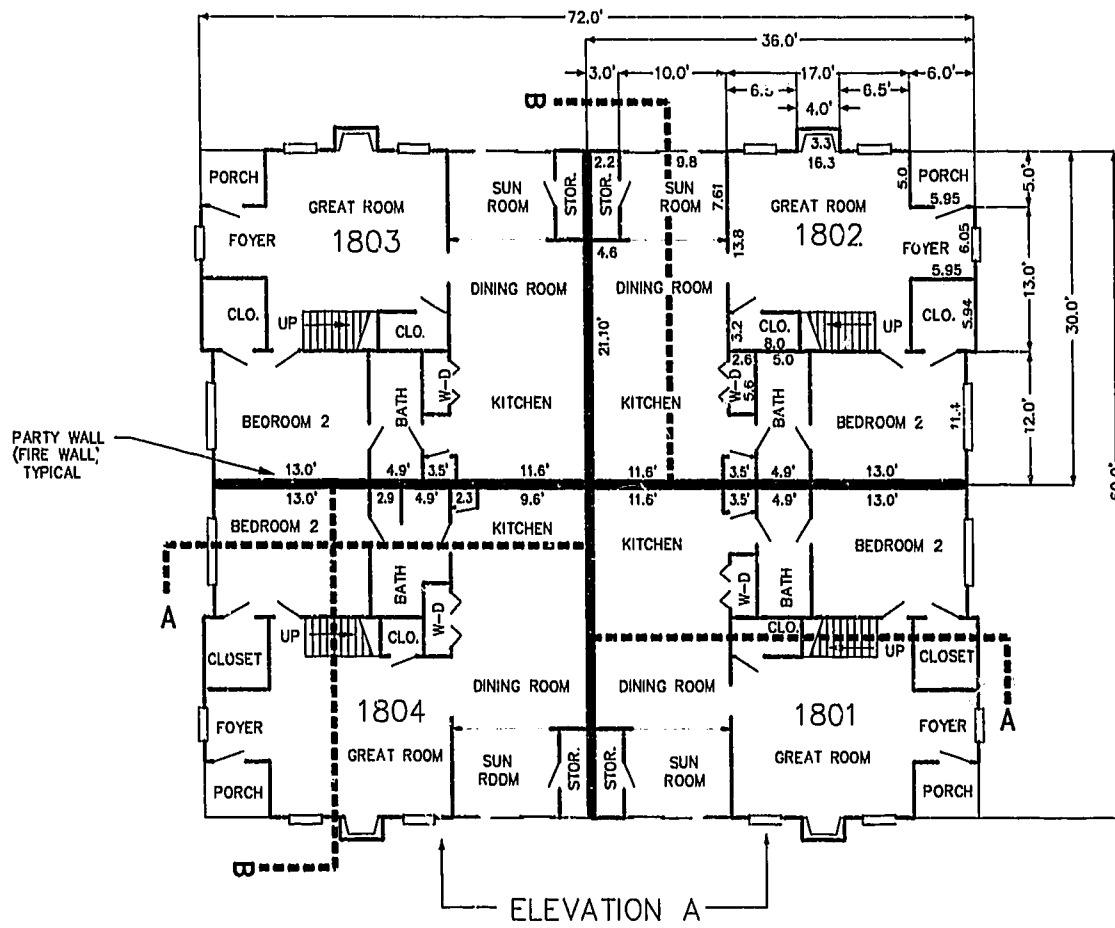 72.0'
36.0'
3.0' 10.0' 17.0' 6.0'
6.5' 6.5'
4.0'
B
3.3
16.3
2.2 9.8
PORCH
SUN ROOM
STOR.
STOR.
SUN ROOM
7.61
5.0
PORCH
5.95
5.0'
GREAT ROOM
1803
GREAT ROOM
1802
FOYER
FOYER
6.05
4.6
13.8
5.95
13.0'
30.0'
DINING ROOM
DINING ROOM
CLO.
UP
CLO.
21.10'
3.2
CLO.
8.0
UP
CLO.
5.94
2.6 5.0
W-D
5.6
W-D
BATH
BATH
KITCHEN
KITCHEN
BEDROOM 2
BEDROOM 2
11.4
12.0'
PARTY WALL
(FIRE WALL)
TYPICAL
13.0' 4.9' 3.5' 11.6' 11.6' 3.5' 4.9' 13.0'
13.0' 2.9 4.9' 2.3 9.6' 11.6' 3.5' 4.9' 13.0'
60.0'
BEDROOM 2
KITCHEN
KITCHEN
BEDROOM 2
A
BATH
W-D
W-D
BATH
UP
CLO.
CLO.
UP
CLOSET
CLOSET
DINING ROOM
DINING ROOM
A
1804
1801
FOYER
FOYER
GREAT ROOM
GREAT ROOM
SUN RDDM
STOR.
STOR.
SUN ROOM
PORCH
PORCH
B
ELEVATION A